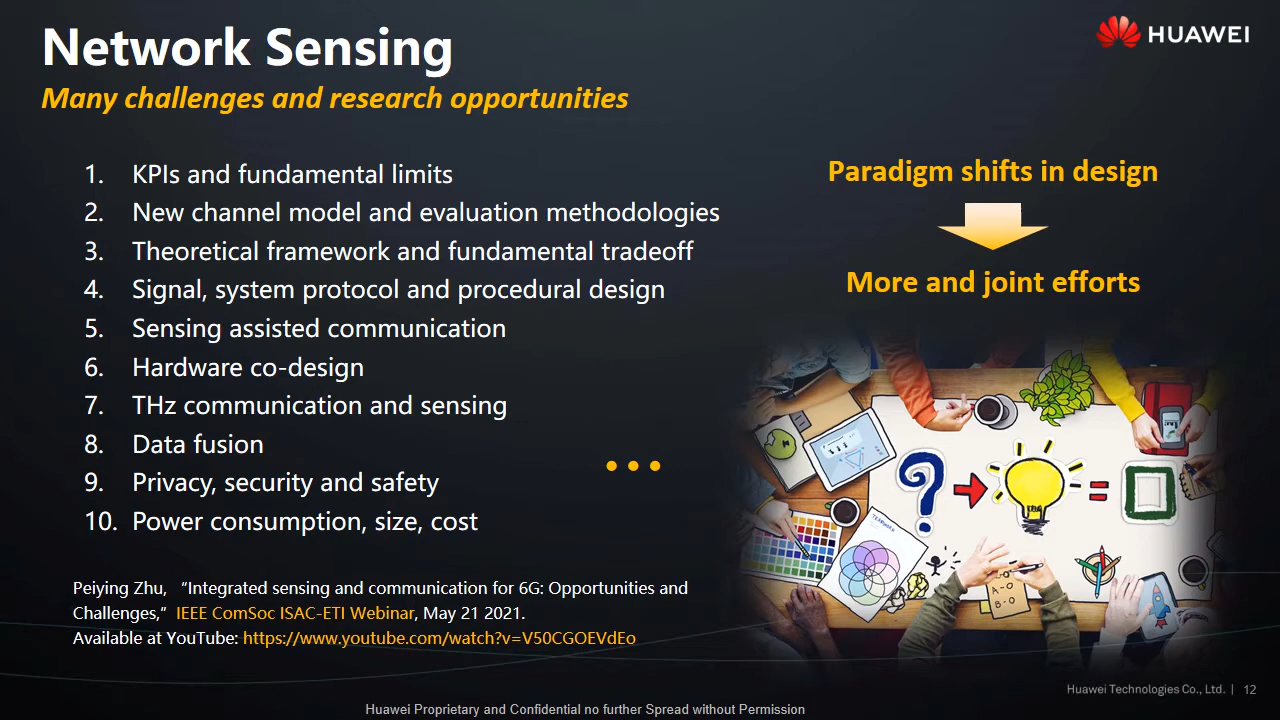 Network Sensing
HUAWEI
Many challenges and research opportunities
1. KPIs and fundamental limits
2. New channel model and evaluation methodologies
3. Theoretical framework and fundamental tradeoff
4. Signal, system protocol and procedural design
5. Sensing assisted communication
6. Hardware co-design
7. THz communication and sensing
8. Data fusion
9. Privacy, security and safety
10. Power consumption, size, cost
• • •
Paradigm shifts in design
More and joint efforts
?
=
TEAMWORK
A-O
B-O
Peiying Zhu, “Integrated sensing and communication for 6G: Opportunities and
Challenges,“ IEEE ComSoc ISAC-ETI Webinar, May 21 2021.
Available at YouTube: https://www.youtube.com/watch?v=V50CGOEVdEo
Huawei Technologies Co., Ltd. | 12
Huawei Proprietary and Confidential no further Spread without Permission